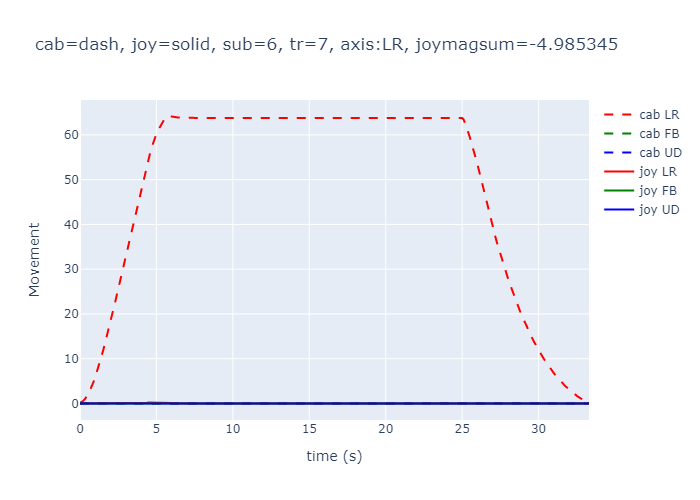 cab=dash, joy=solid, sub=6, tr=7, axis:LR, joymagsum=-4.985345
cab LR
cab FB
cab UD
joy LR
joy FB
joy UD
Movement
60
50
40
30
20
10
0
0 5 10 15 20 25 30
time (s)